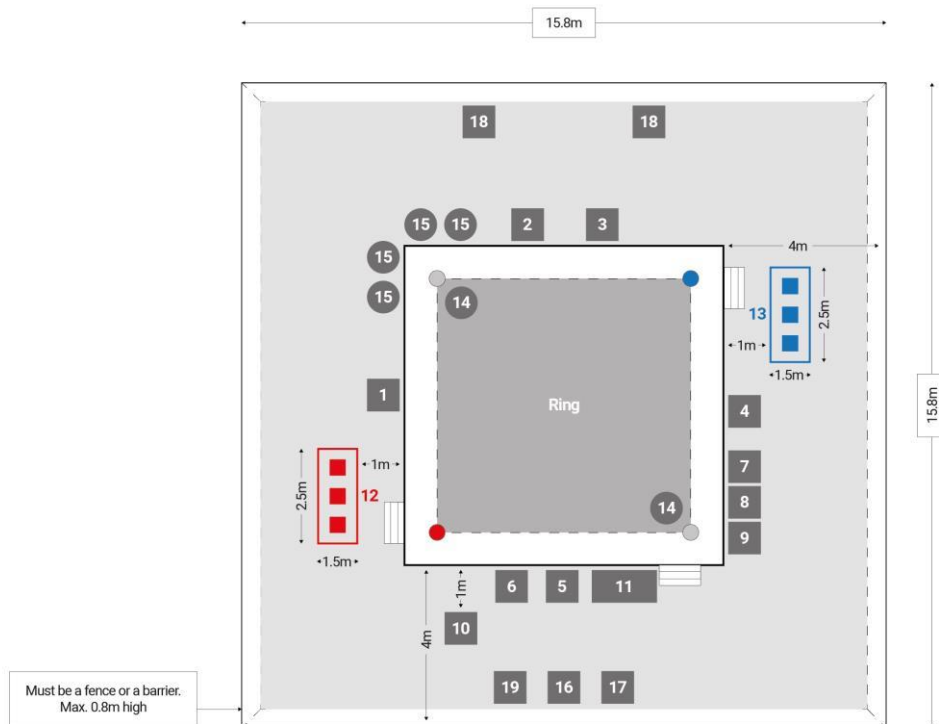 15.8m
18 18
15 15 2 3
15
4m
15
14
13
2.5m
1m
1.5m
15.8m
1
Ring
4
7
2.5m
1m
12
8
14
9
1.5m
6 5 11
1m
10
4m
19 16 17
Must be a fence or a barrier.
Max. 0.8m high